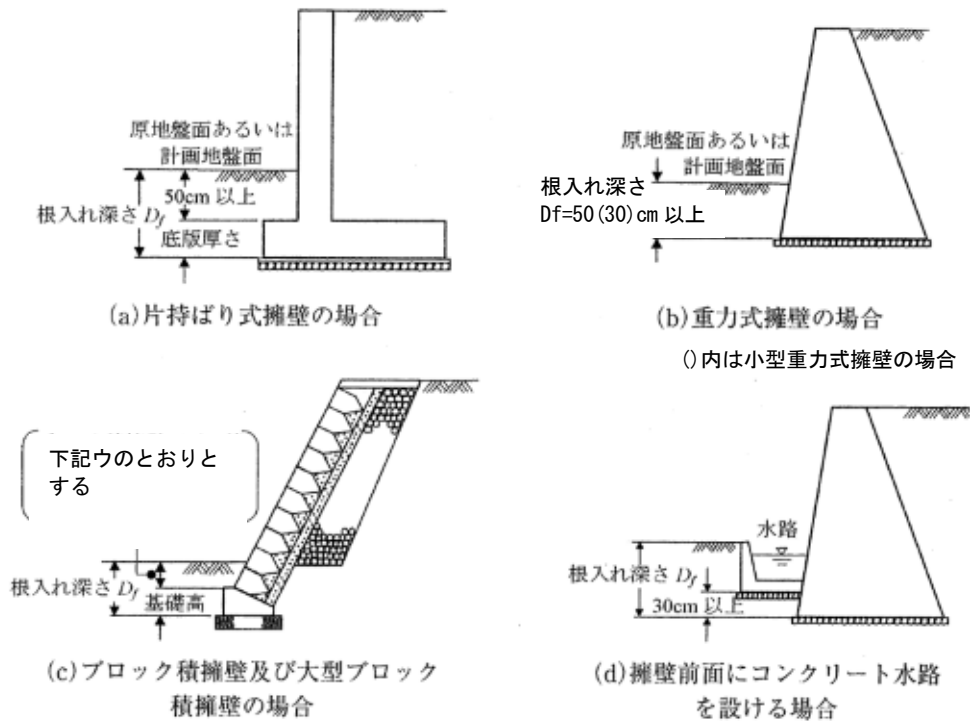 原地盤面あるいは
計画地盤面
50cm 以上
根入れ深さ Df
底版厚さ
(a)片持ばり式擁壁の場合
原地盤面あるいは
計画地盤面
根入れ深さ
Df=50(30)cm 以上
(b)重力式擁壁の場合
()内は小型重力式擁壁の場合
下記ウのとおりと
する
根入れ深さ Df
基礎高
(c)ブロック積擁壁及び大型ブロック
積擁壁の場合
水路
根入れ深さ Df
30cm 以上
(d)擁壁前面にコンクリート水路
を設ける場合